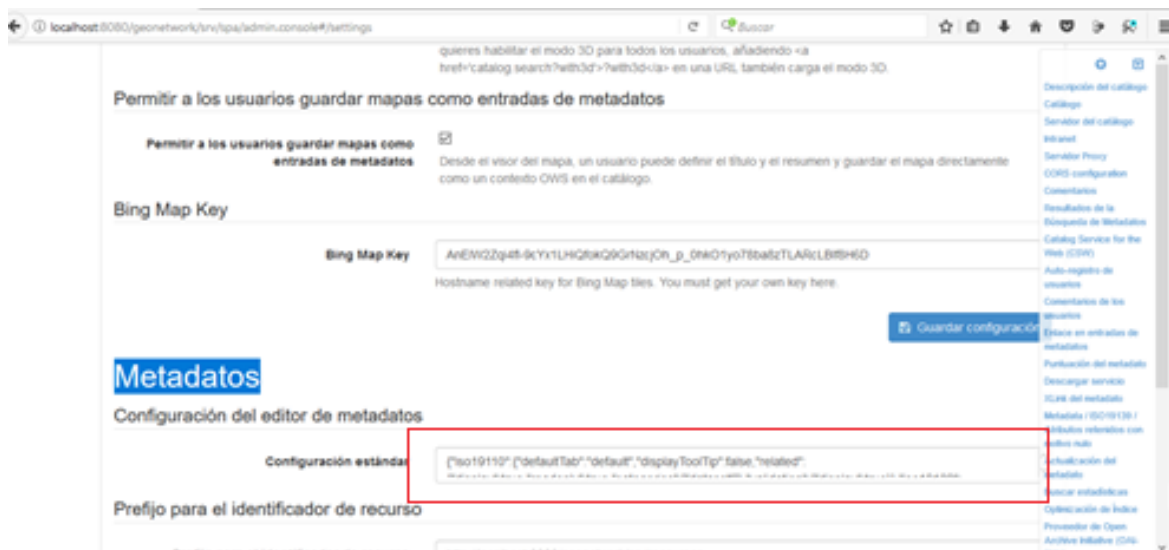 localhost:8080/geonetwork/srv/spa/admin.console#/settings
Buscar
quieres habilitar el modo 3D para todos los usuarios, añadiendo <a
href='catalog.search?with3d'>?with3d</a> en una URL, también carga el modo 3D.
Permitir a los usuarios guardar mapas como entradas de metadatos
Permitir a los usuarios guardar mapas como
entradas de metadatos
Desde el visor del mapa, un usuario puede definir el título y el resumen y guardar el mapa directamente
como un contexto OWS en el catálogo.
Bing Map Key
Bing Map Key
Hostname related key for Bing Map tiles. You must get your own key here.
Guardar configuración
Metadatos
Configuración del editor de metadatos
Configuración estándar
{"iso19110":{"defaultTab":"default","displayToolTip":false,"related":
Prefijo para el identificador de recurso
Descripción del catálogo
Catálogo
Servidor del catálogo
Intranet
Servidor Proxy
CORS configuration
Comentarios
Resultados de la
Búsqueda de Metadatos
Catalog Service for the
Web (CSW)
Auto-registro de
usuarios
Comentarios de los
usuarios
Enlace en entradas de
metadatos
Puntuación del metadato
Descargar servicio
XLink del metadato
Metadata / ISO19139 /
Atributos referidos con
motivo nulo
Actualización del
metadato
Buscar estadísticas
Optimización de Índice
Proveedor de Open
Archive Initiative (OAI-